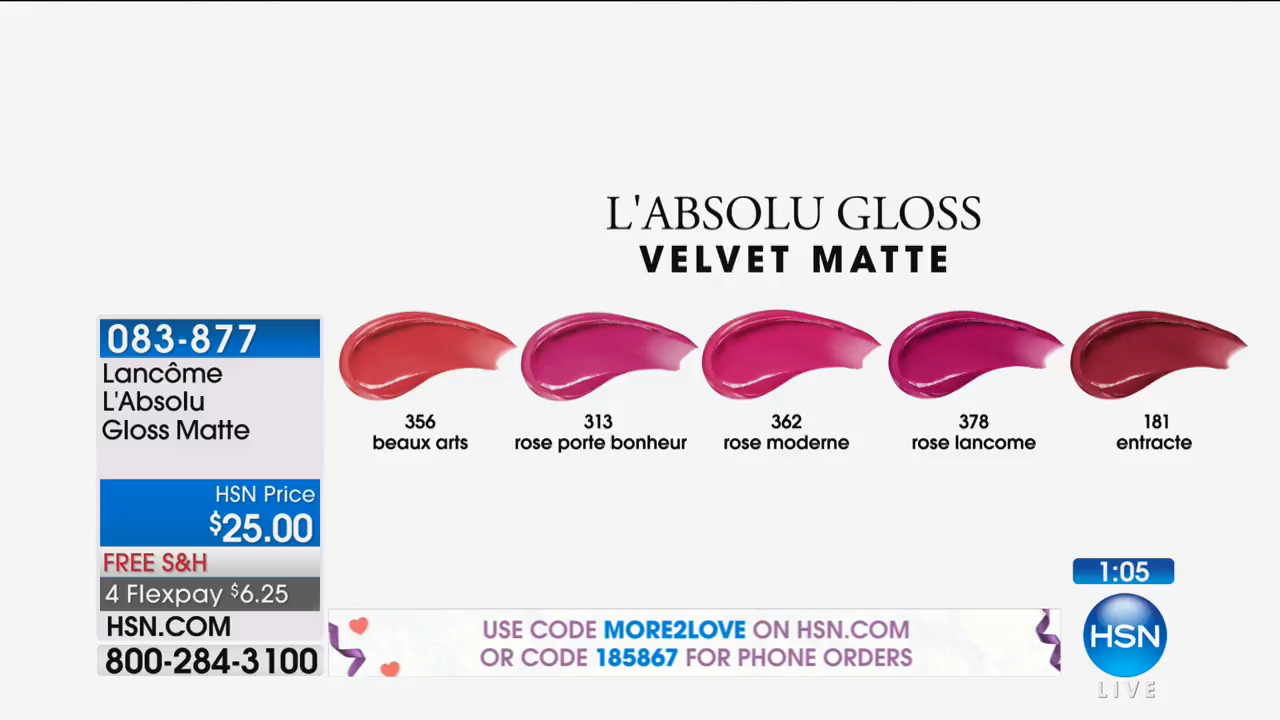 L'ABSOLU GLOSS
VELVET MATTE
356
beaux arts
313
rose porte bonheur
362
rose moderne
378
rose lancome
181
entracte
083-877
Lancôme
L'Absolu
Gloss Matte
HSN Price
$25.00
FREE S&H
4 Flexpay $6.25
HSN.COM
800-284-3100
USE CODE MORE2LOVE ON HSN.COM
OR CODE 185867 FOR PHONE ORDERS
1:05
HSN
LIVE